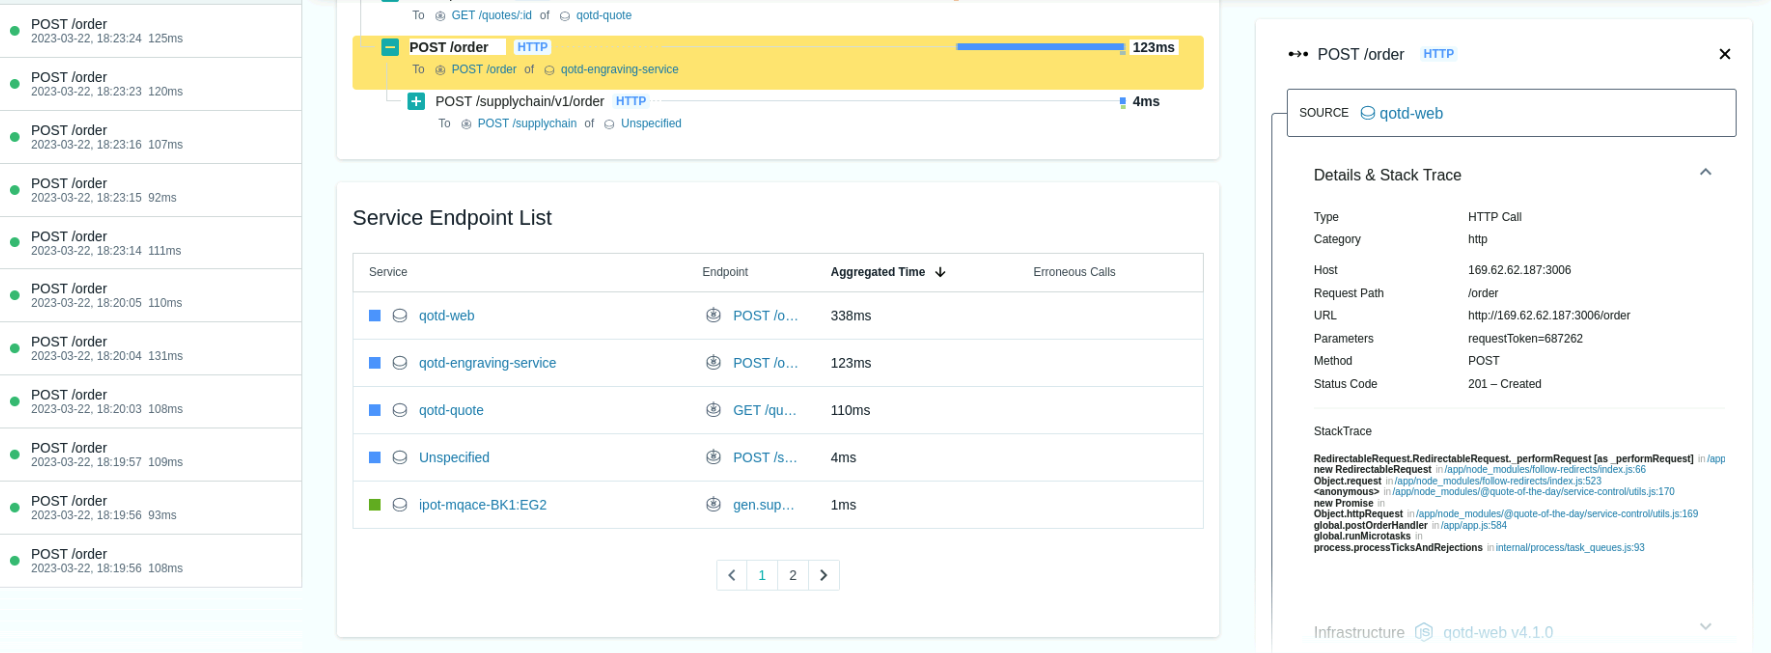 POST /order
2023-03-22, 18:23:24 125ms
POST /order
2023-03-22, 18:23:23 120ms
POST /order
2023-03-22, 18:23:16 107ms
POST /order
2023-03-22, 18:23:15 92ms
POST /order
2023-03-22, 18:23:14 111ms
POST /order
2023-03-22, 18:20:05 110ms
POST /order
2023-03-22, 18:20:04 131ms
POST /order
2023-03-22, 18:20:03 108ms
POST /order
2023-03-22, 18:19:57 109ms
POST /order
2023-03-22, 18:19:56 93ms
POST /order
2023-03-22, 18:19:56 108ms
To GET /quotes/:id of qotd-quote
POST /order HTTP 123ms
To POST /order of qotd-engraving-service
POST /supplychain/v1/order HTTP 4ms
To POST /supplychain of Unspecified
Service Endpoint List
Service Endpoint Aggregated Time Erroneous Calls
qotd-web POST /o… 338ms
qotd-engraving-service POST /o… 123ms
qotd-quote GET /qu… 110ms
Unspecified POST /s… 4ms
ipot-mqace-BK1:EG2 gen.sup… 1ms
1 2
POST /order HTTP
SOURCE qotd-web
Details & Stack Trace
Type HTTP Call
Category http
Host 169.62.62.187:3006
Request Path /order
URL http://169.62.62.187:3006/order
Parameters requestToken=687262
Method POST
Status Code 201 – Created
StackTrace
RedirectableRequest.RedirectableRequest._performRequest [as _performRequest] in /app
new RedirectableRequest in /app/node_modules/follow-redirects/index.js:66
Object.request in /app/node_modules/follow-redirects/index.js:523
<anonymous> in /app/node_modules/@quote-of-the-day/service-control/utils.js:170
new Promise in
Object.httpRequest in /app/node_modules/@quote-of-the-day/service-control/utils.js:169
global.postOrderHandler in /app/app.js:584
global.runMicrotasks in
process.processTicksAndRejections in internal/process/task_queues.js:93
Infrastructure qotd-web v4.1.0